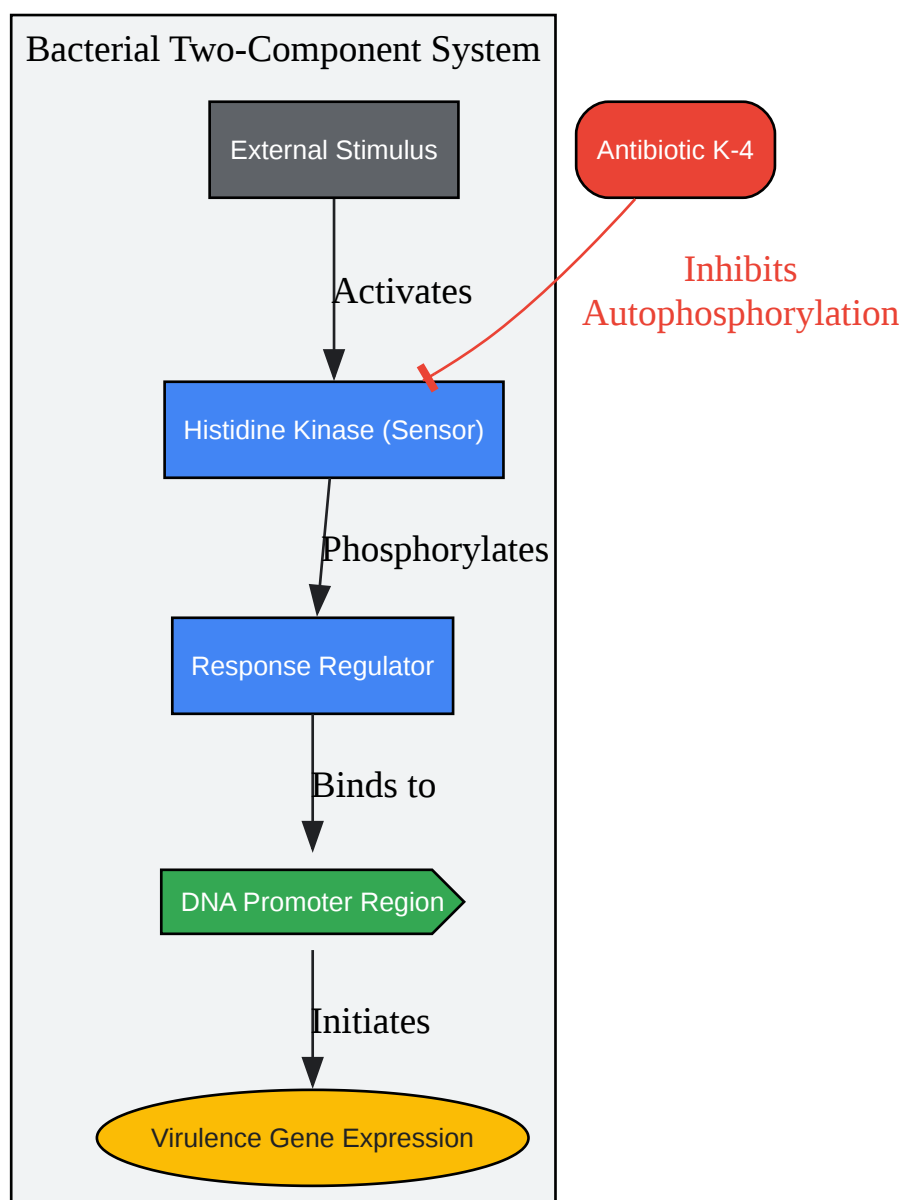 Bacterial Two-Component System
External Stimulus
Antibiotic K-4
Activates
Inhibits
Autophosphorylation
Histidine Kinase (Sensor)
Phosphorylates
Response Regulator
Binds to
DNA Promoter Region
Initiates
Virulence Gene Expression